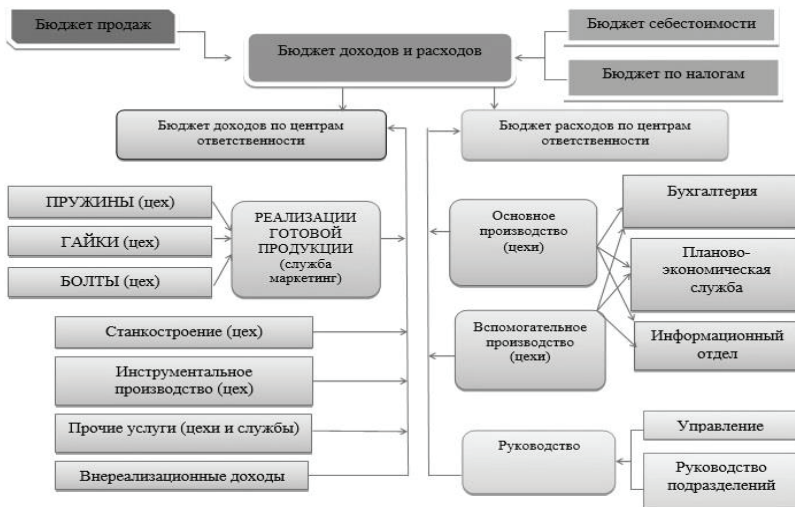 Бюджет продаж
Бюджет доходов и расходов
Бюджет себестоимости
Бюджет по налогам
Бюджет доходов по центрам
ответственности
Бюджет расходов по центрам
ответственности
ПРУЖИНЫ (цех)
ГАЙКИ (цех)
БОЛТЫ (цех)
РЕАЛИЗАЦИИ
ГОТОВОЙ
ПРОДУКЦИИ
(служба
маркетинг)
Станкостроение (цех)
Инструментальное
производство (цех)
Прочие услуги (цехи и службы)
Внереализационные доходы
Основное
производство
(цехи)
Вспомогательное
производство
(цехи)
Руководство
Бухгалтерия
Планово-
экономическая
служба
Информационный
отдел
Управление
Руководство
подразделений